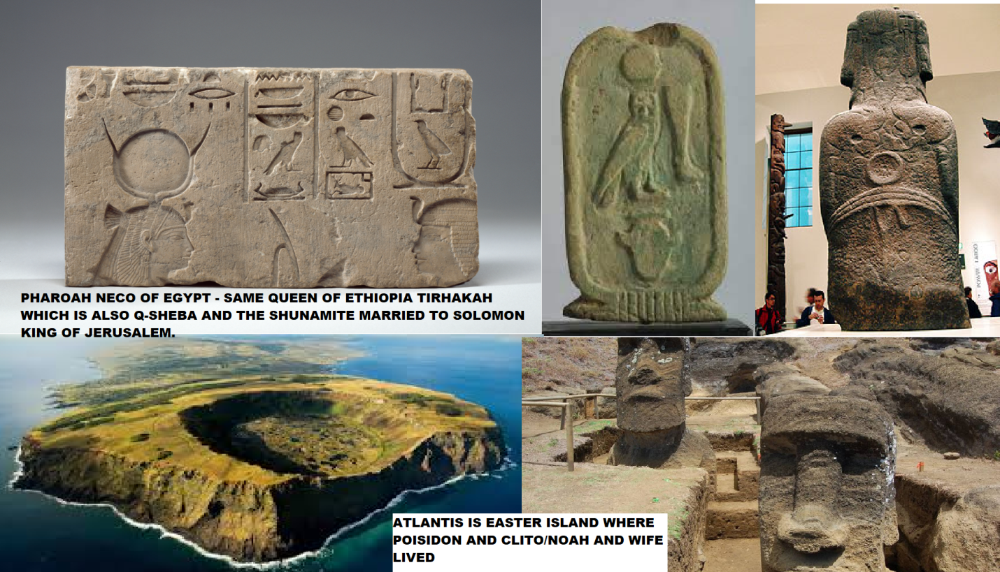 PHAROAH NECO OF EGYPT - SAME QUEEN OF ETHIOPIA TIRHAKAH
WHICH IS ALSO Q-SHEBA AND THE SHUNAMITE MARRIED TO SOLOMON
KING OF JERUSALEM.
ATLANTIS IS EASTER ISLAND WHERE
POISIDON AND CLITO/NOAH AND WIFE
LIVED